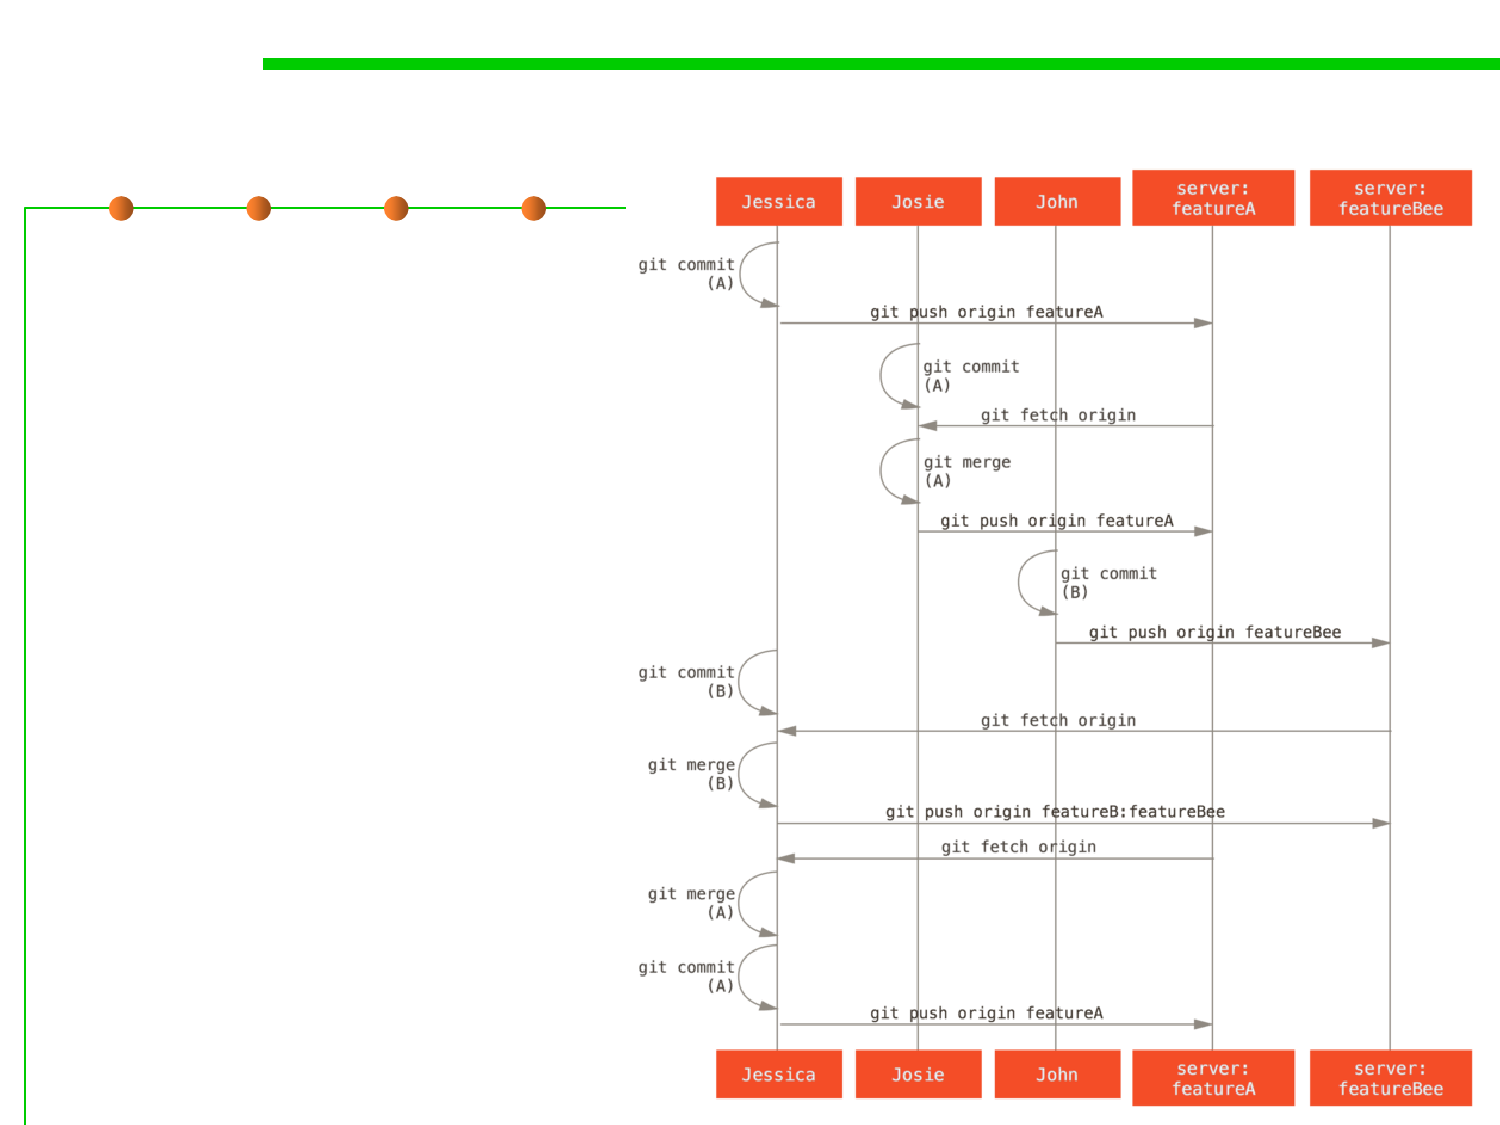 Jessica
Josie
John
server:
featureA
server:
featureBee
git commit
(A)
git push origin featureA
git commit
(A)
git fetch origin
git merge
(A)
git push origin featureA
git commit
(B)
git push origin featureBee
git commit
(B)
git fetch origin
git merge
(B)
git push origin featureB:featureBee
git fetch origin
git merge
(A)
git commit
(A)
git push origin featureA
Jessica
Josie
John
server:
featureA
server:
featureBee